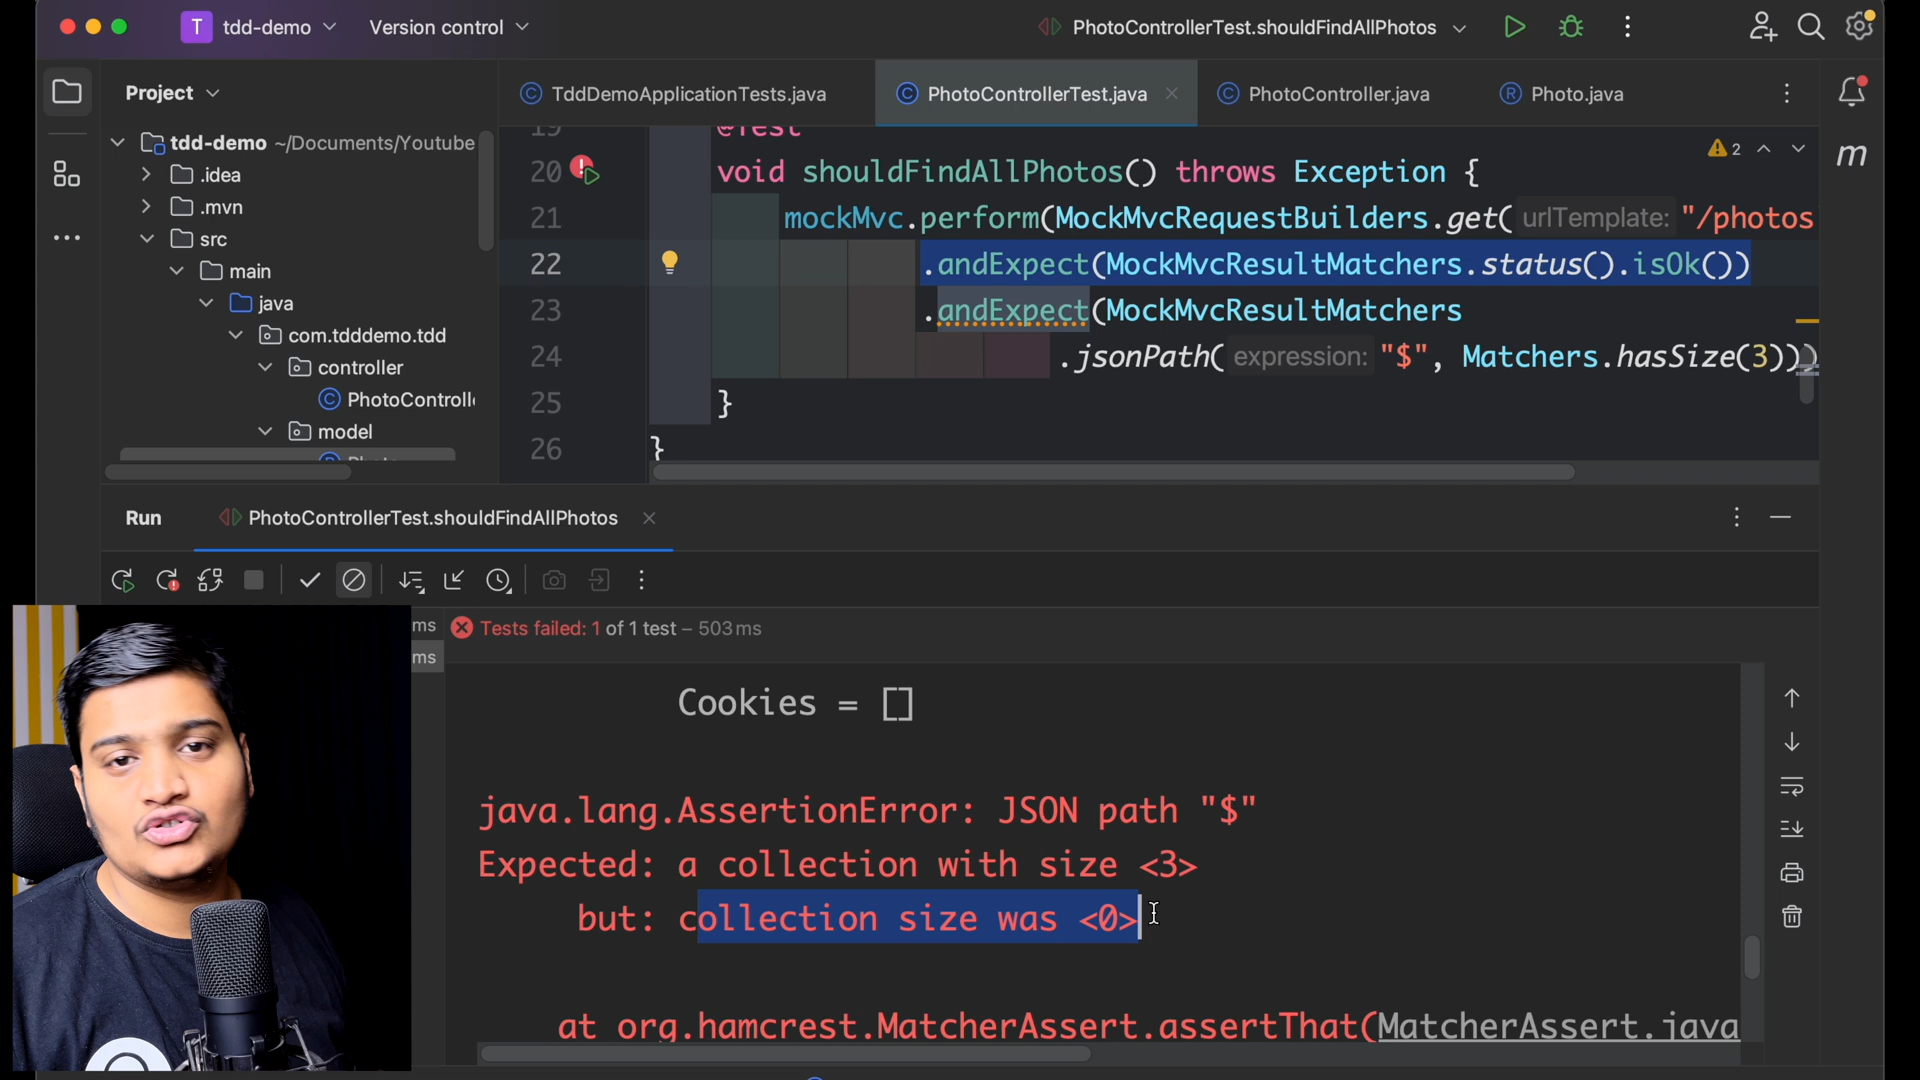 T tdd-demo Version control PhotoControllerTest.shouldFindAllPhotos
Project
TddDemoApplicationTests.java PhotoControllerTest.java PhotoController.java Photo.java
tdd-demo ~/Documents/Youtube
.idea
.mvn
src
main
java
com.tdddemo.tdd
controller
PhotoControll
model
19 @Test
20 void shouldFindAllPhotos() throws Exception {
21 mockMvc.perform(MockMvcRequestBuilders.get( urlTemplate: "/photos
22 .andExpect(MockMvcResultMatchers.status().isOk())
23 .andExpect(MockMvcResultMatchers
24 .jsonPath( expression: "$", Matchers.hasSize(3)))
25 }
26 }
2
m
Run PhotoControllerTest.shouldFindAllPhotos
ms
ms
Tests failed: 1 of 1 test – 503 ms
Cookies = []
java.lang.AssertionError: JSON path "$"
Expected: a collection with size <3>
but: collection size was <0>
at org.hamcrest.MatcherAssert.assertThat(MatcherAssert.java